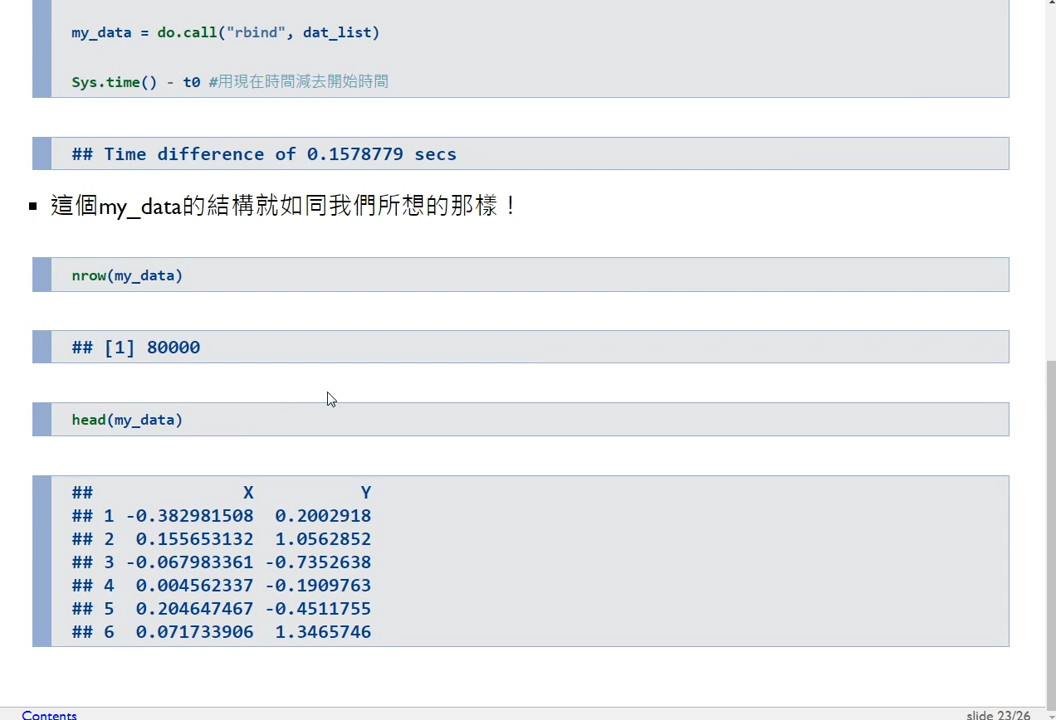 my_data = do.call("rbind", dat_list)
Sys.time() - t0 #用現在時間減去開始時間
## Time difference of 0.1578779 secs
▪ 這個my_data的結構就如同我們所想的那樣！
nrow(my_data)
## [1] 80000
head(my_data)
##              X          Y
## 1 -0.382981508  0.2002918
## 2  0.155653132  1.0562852
## 3 -0.067983361 -0.7352638
## 4  0.004562337 -0.1909763
## 5  0.204647467 -0.4511755
## 6  0.071733906  1.3465746
Contents
slide 23/26